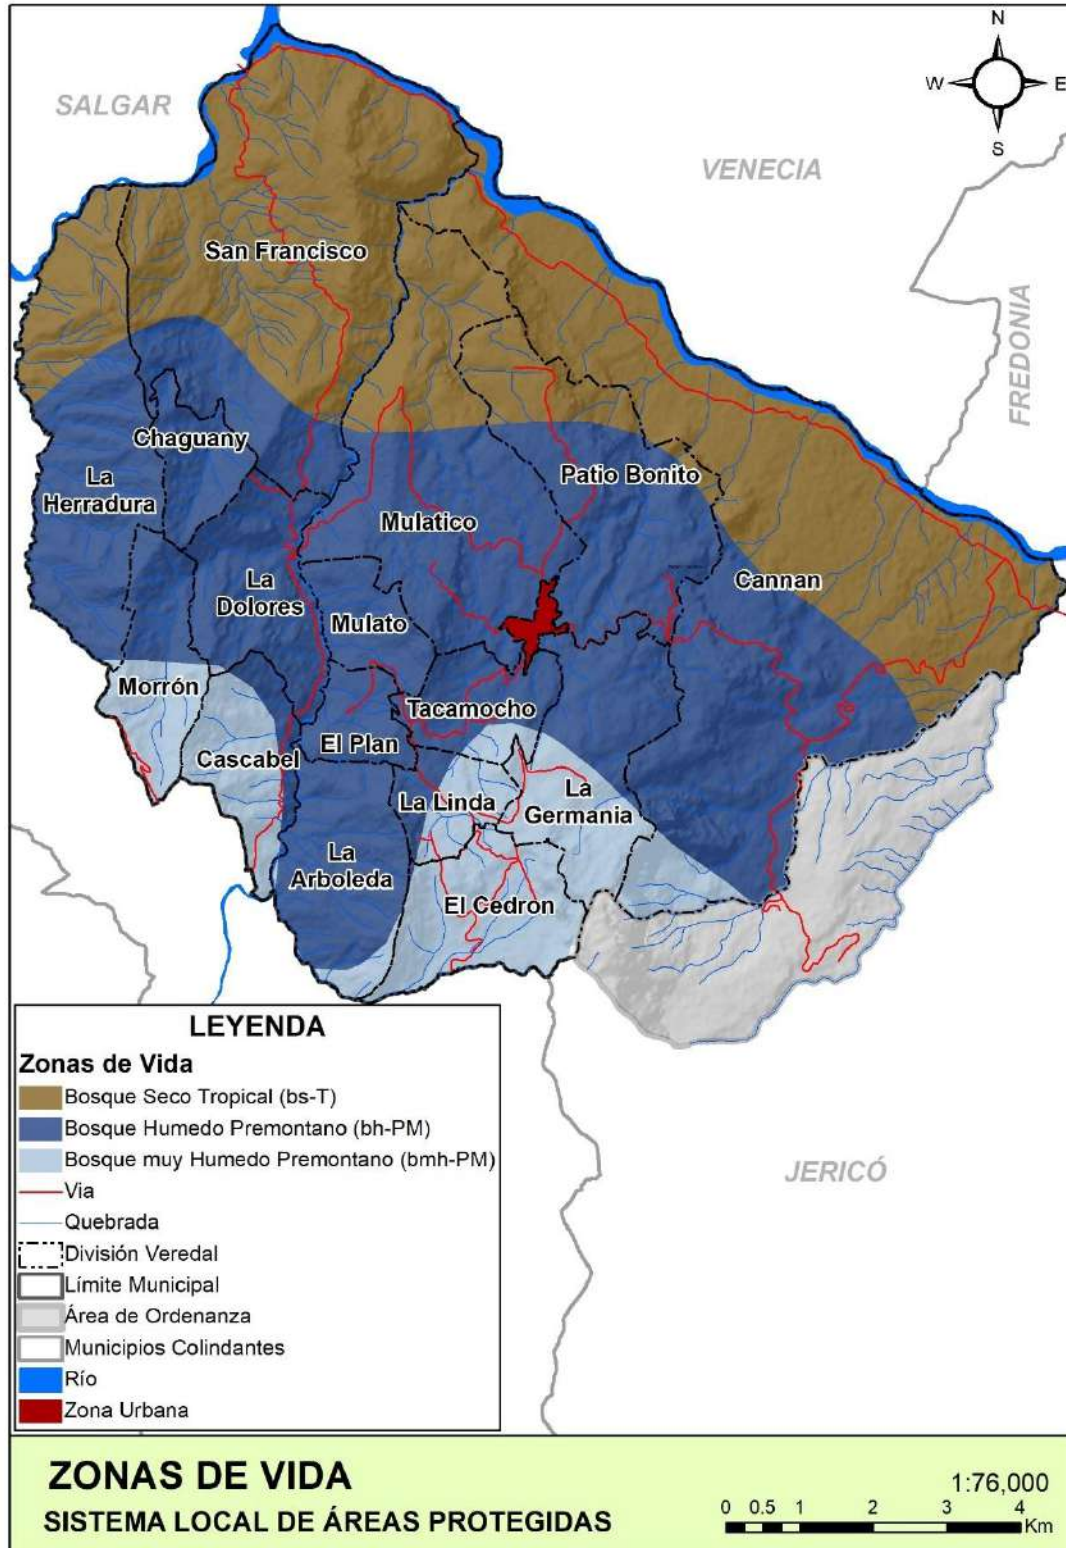 N
W
E
S
SALGAR
VENECIA
FREDONIA
San Francisco
Chaguany
La
Herradura
Patio Bonito
Mulatico
Cannan
La
Dolores
Mulato
Morrón
Tacamocho
El Plan
Cascabel
La Linda
La
Germania
La
Arboleda
El Cedron
JERICÓ
LEYENDA
Zonas de Vida
Bosque Seco Tropical (bs-T)
Bosque Humedo Premontano (bh-PM)
Bosque muy Humedo Premontano (bmh-PM)
Via
Quebrada
División Veredal
Límite Municipal
Área de Ordenanza
Municipios Colindantes
Río
Zona Urbana
ZONAS DE VIDA
SISTEMA LOCAL DE ÁREAS PROTEGIDAS
1:76,000
0 0.5 1 2 3 4
Km